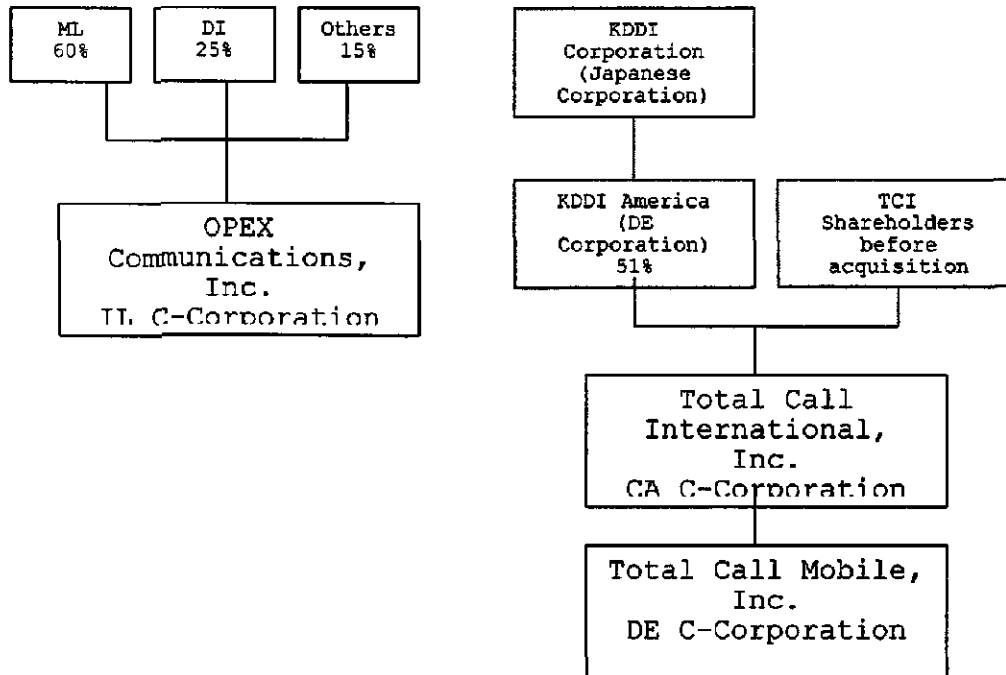 ML
60%
DI
25%
Others
15%
OPEX
Communications,
Inc.
IL C-Corporation
KDDI
Corporation
(Japanese
Corporation)
KDDI America
(DE
Corporation)
51%
TCI
Shareholders
before
acquisition
Total Call
International,
Inc.
CA C-Corporation
Total Call Mobile,
Inc.
DE C-Corporation